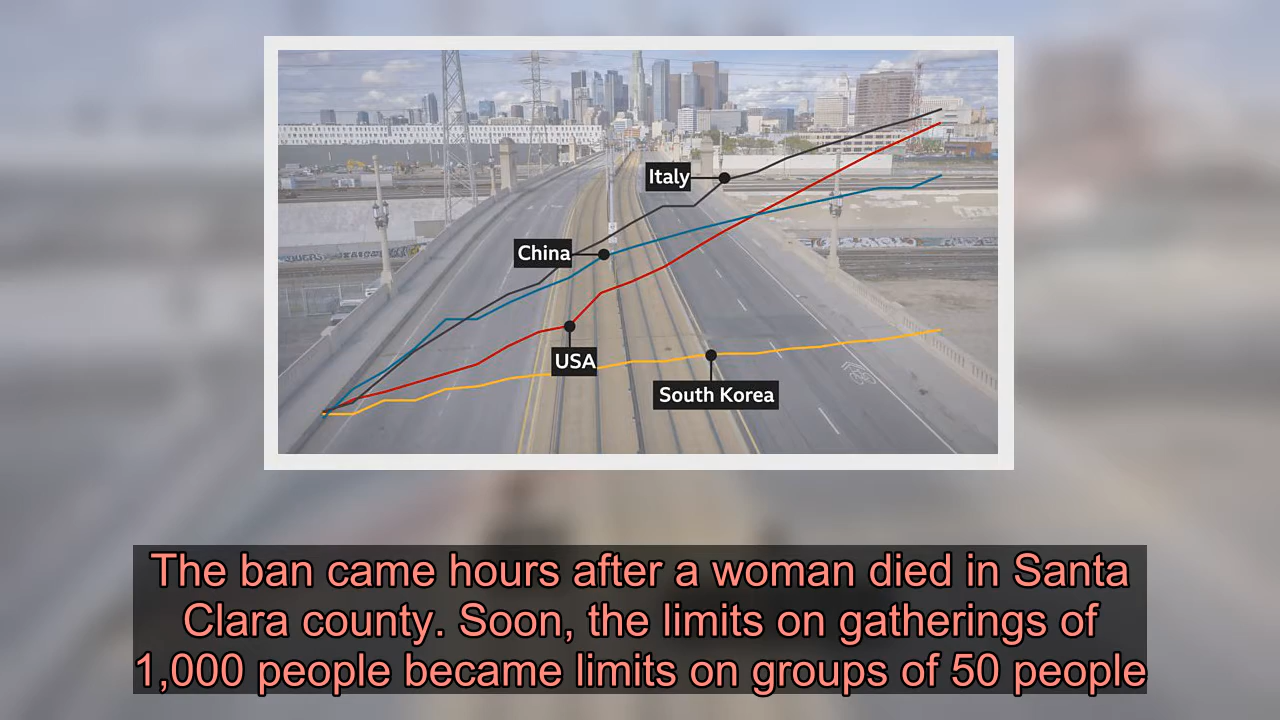 Italy
China
USA
South Korea
The ban came hours after a woman died in Santa
Clara county. Soon, the limits on gatherings of
1,000 people became limits on groups of 50 people